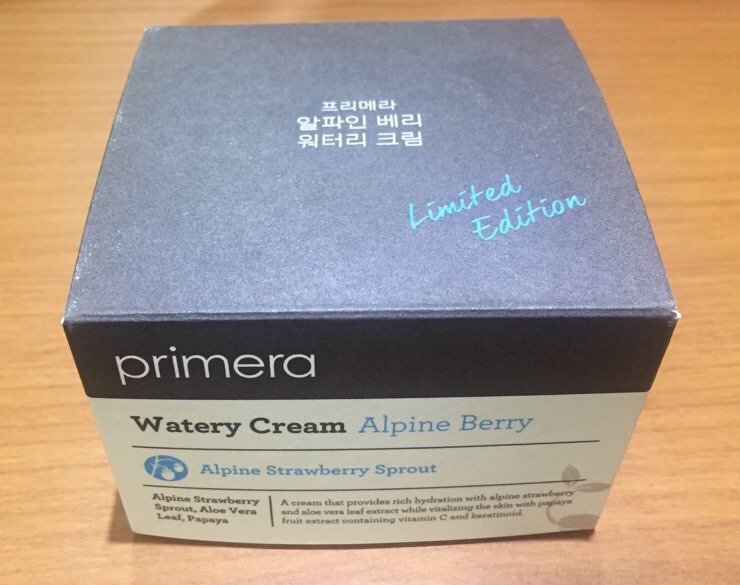 프리메라
알파인 베리
워터리 크림
Limited
Edition
primera
Watery Cream Alpine Berry
Alpine Strawberry Sprout
Alpine Strawberry
Sprout, Aloe Vera
Leaf, Papaya
A cream that provides rich hydration with alpine strawberry
and aloe vera leaf extract while vitalizing the skin with papaya
fruit extract containing vitamin C and keratinoid.